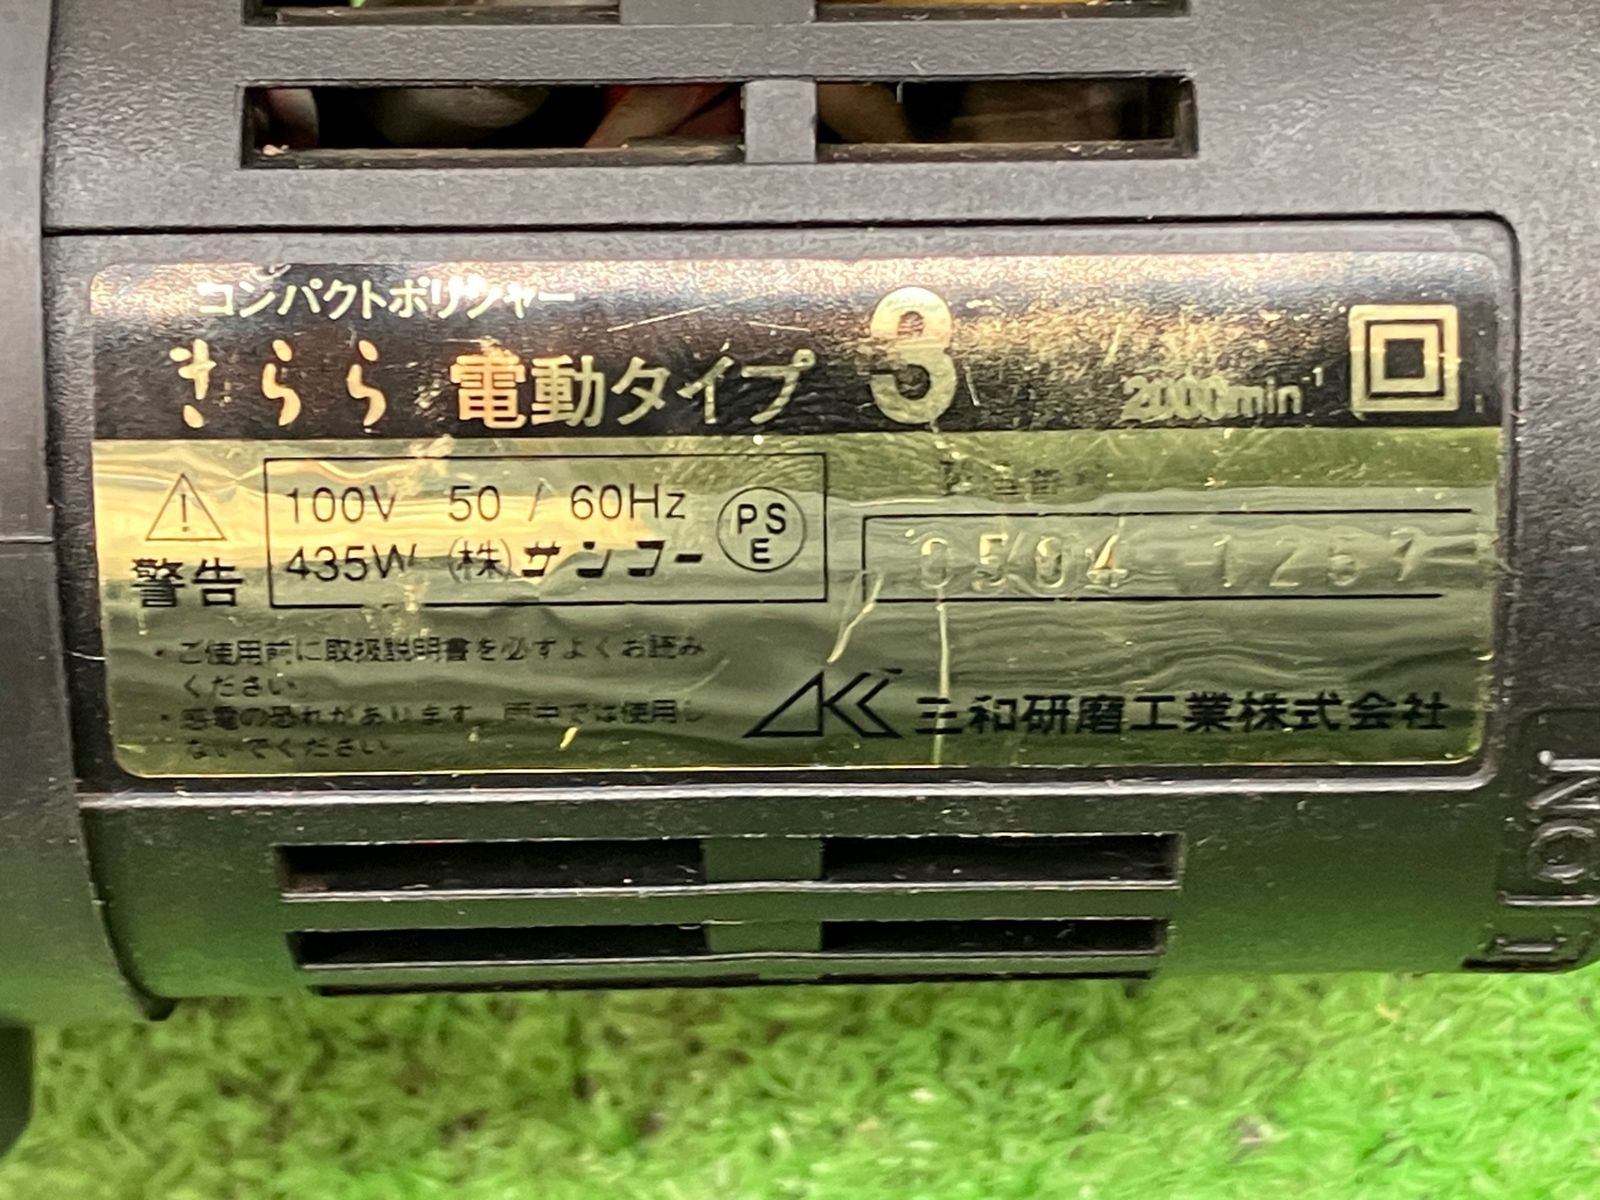 コンパクトポリシャー
きらら 電動タイプ 3 2000min⁻¹
100V 50 / 60Hz
435W (株)サンコー
PS
E
警告
0504 1257
・ご使用前に取扱説明書を必ずよくお読み
ください。
・感電の恐れがあります。雨中では使用し
ないでください。
三和研磨工業株式会社